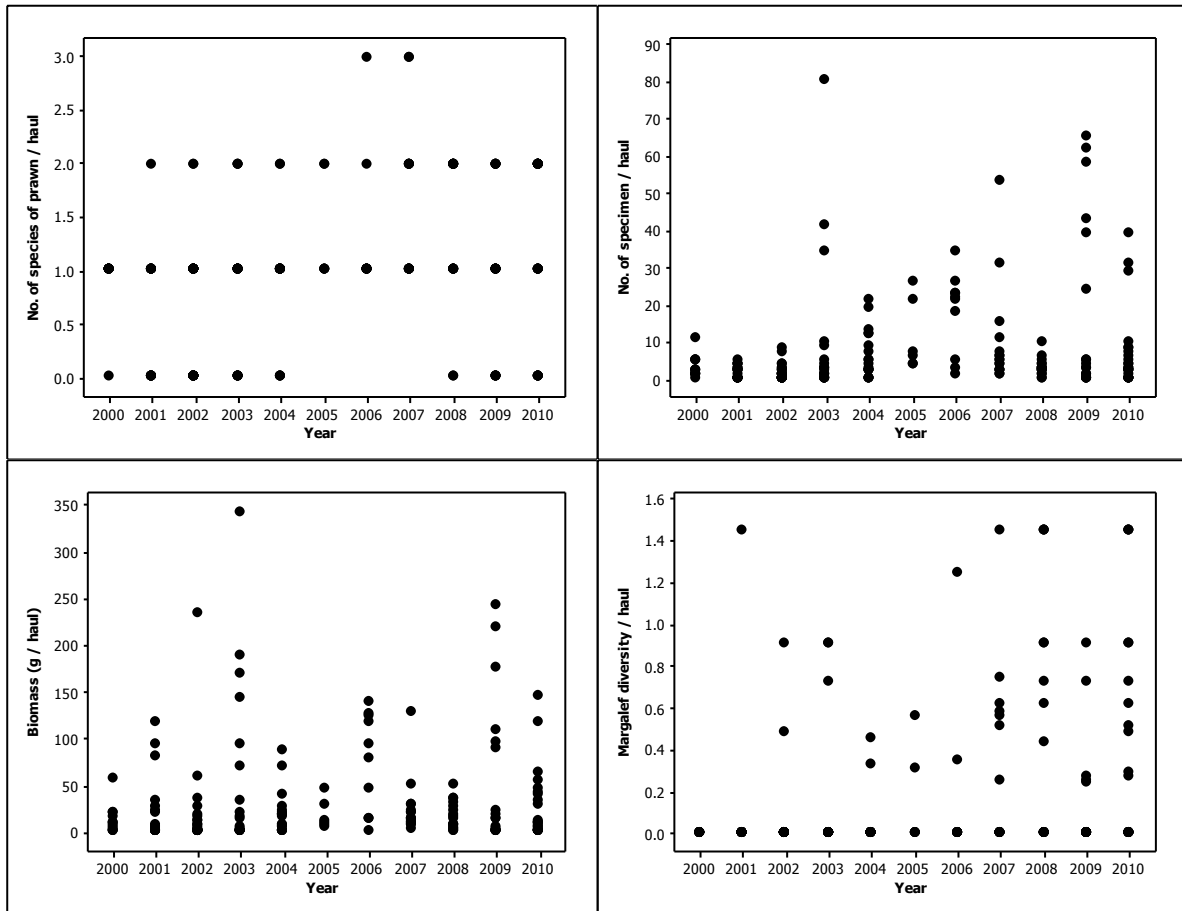 No. of species of prawn / haul
3.0
2.5
2.0
1.5
1.0
0.5
0.0
2000 2001 2002 2003 2004 2005 2006 2007 2008 2009 2010
Year
No. of specimen / haul
90
80
70
60
50
40
30
20
10
0
2000 2001 2002 2003 2004 2005 2006 2007 2008 2009 2010
Year
Biomass (g / haul)
350
300
250
200
150
100
50
0
2000 2001 2002 2003 2004 2005 2006 2007 2008 2009 2010
Year
Margalef diversity / haul
1.6
1.4
1.2
1.0
0.8
0.6
0.4
0.2
0.0
2000 2001 2002 2003 2004 2005 2006 2007 2008 2009 2010
Year